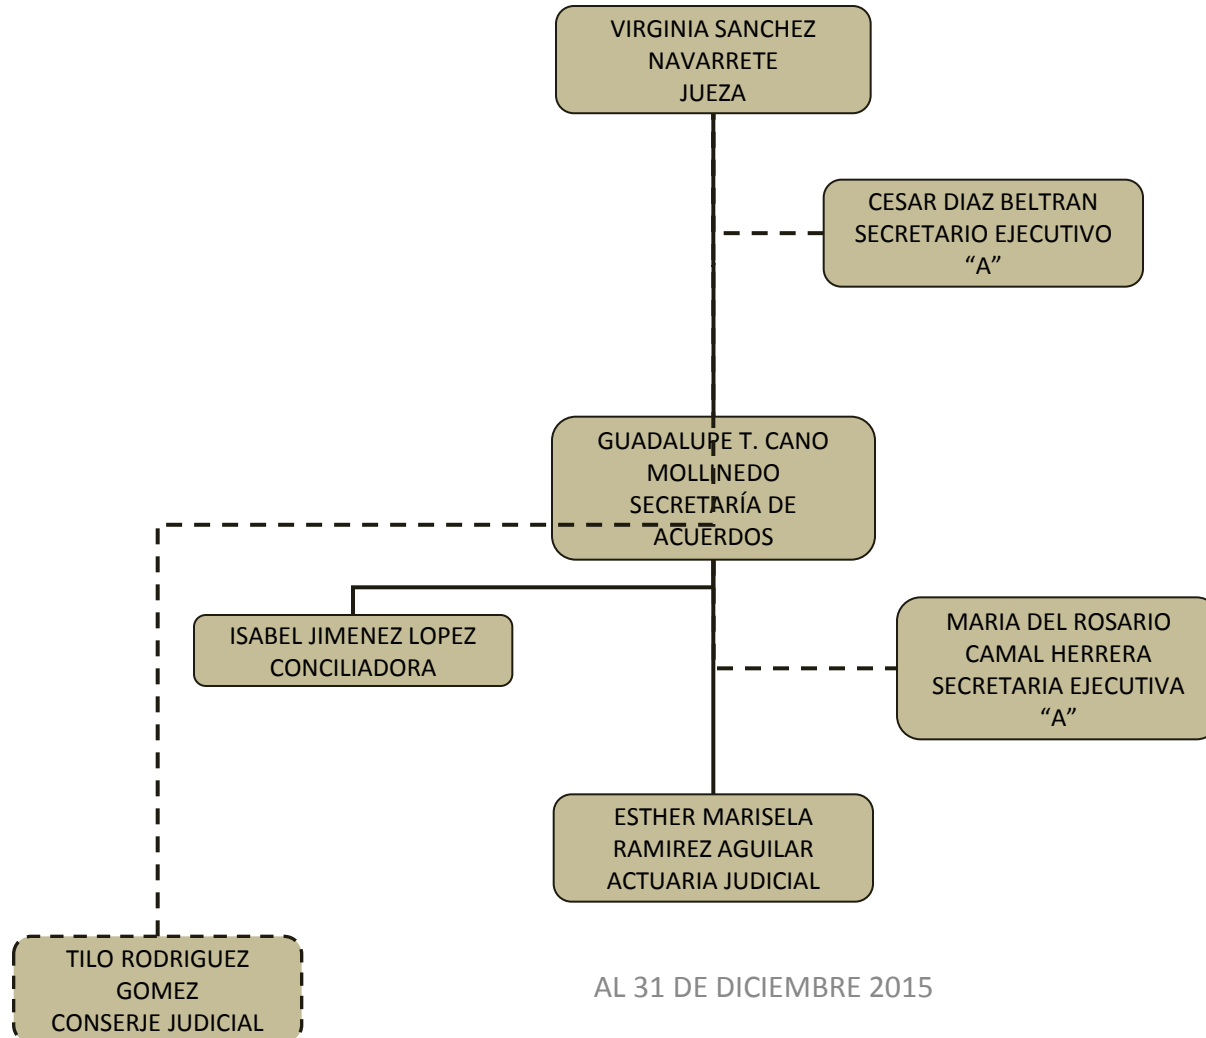 VIRGINIA SANCHEZ
NAVARRETE
JUEZA
CESAR DIAZ BELTRAN
SECRETARIO EJECUTIVO
“A”
GUADALUPE T. CANO
MOLLINEDO
SECRETARÍA DE
ACUERDOS
ISABEL JIMENEZ LOPEZ
CONCILIADORA
MARIA DEL ROSARIO
CAMAL HERRERA
SECRETARIA EJECUTIVA
“A”
ESTHER MARISELA
RAMIREZ AGUILAR
ACTUARIA JUDICIAL
TILO RODRIGUEZ
GOMEZ
CONSERJE JUDICIAL
AL 31 DE DICIEMBRE 2015